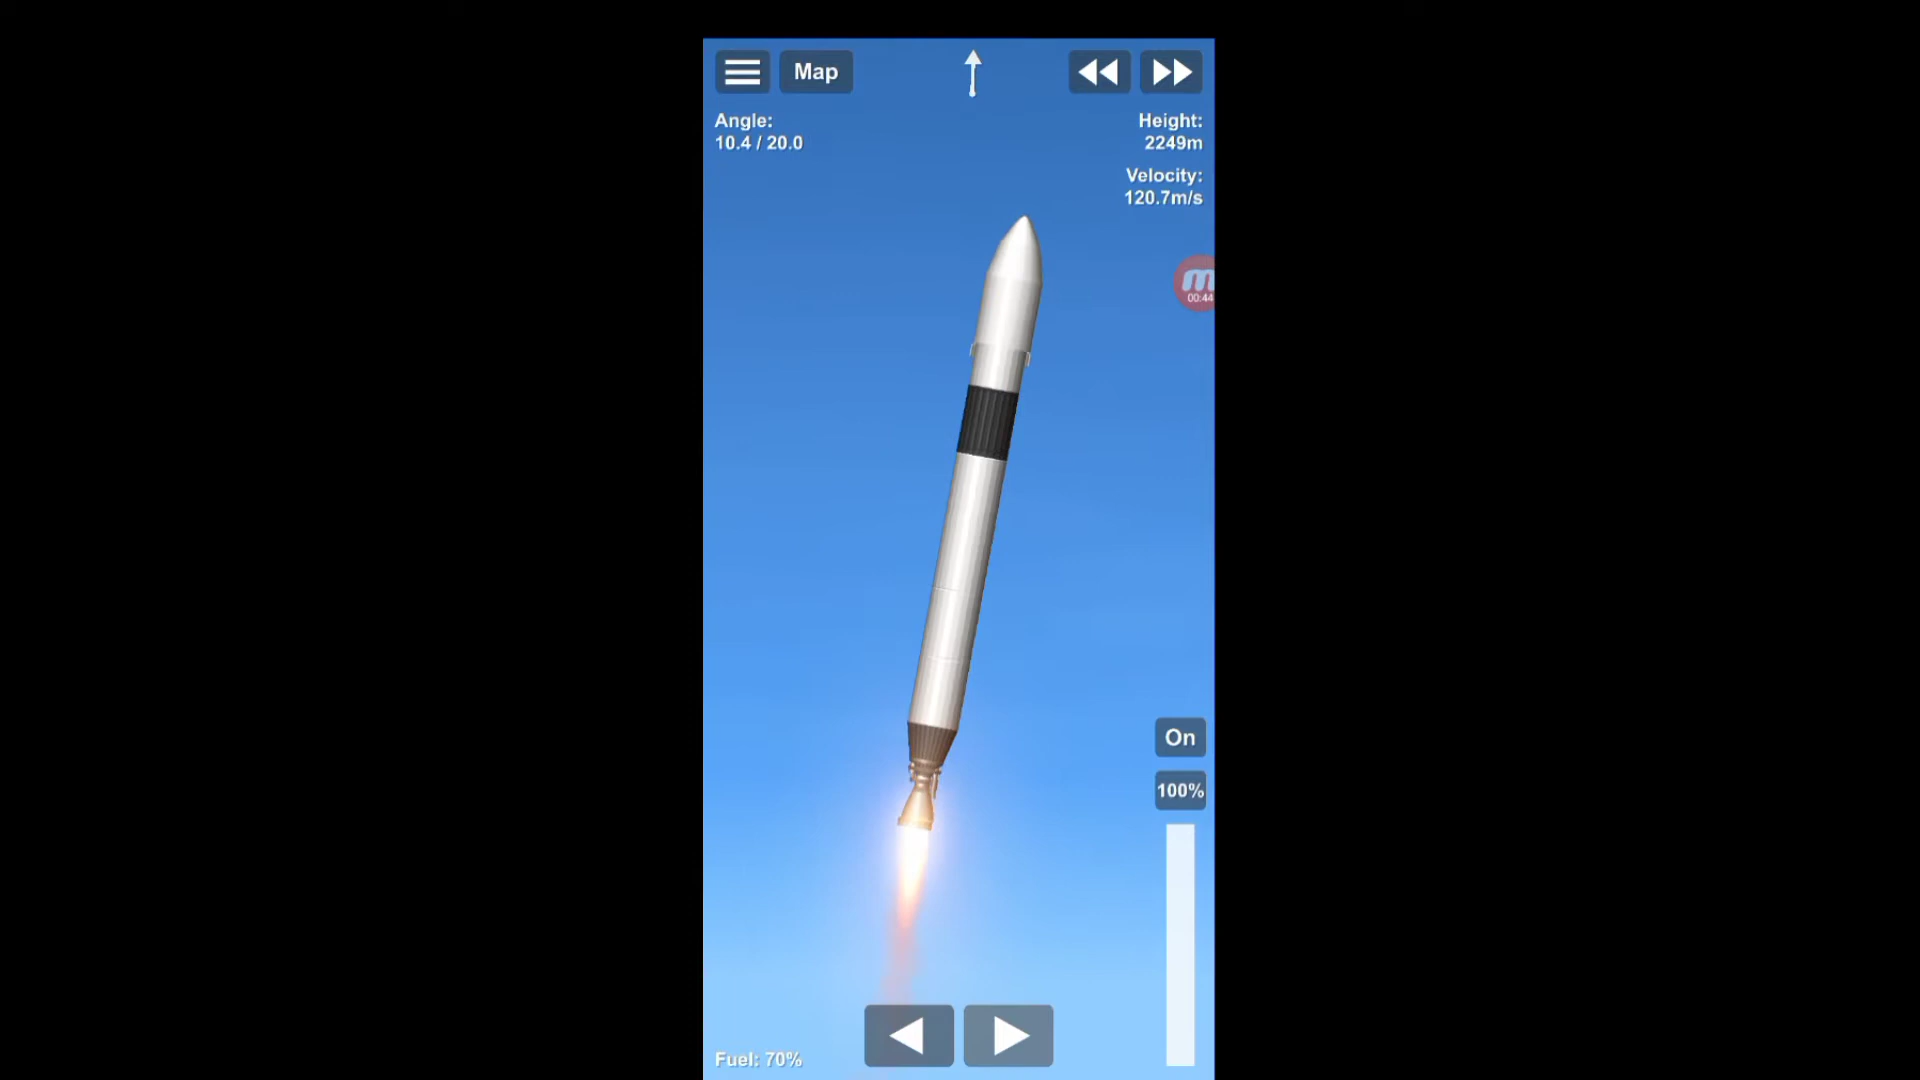 Map
Angle:
10.4 / 20.0
Height:
2249m
Velocity:
120.7m/s
m
00:44
On
100%
Fuel: 70%